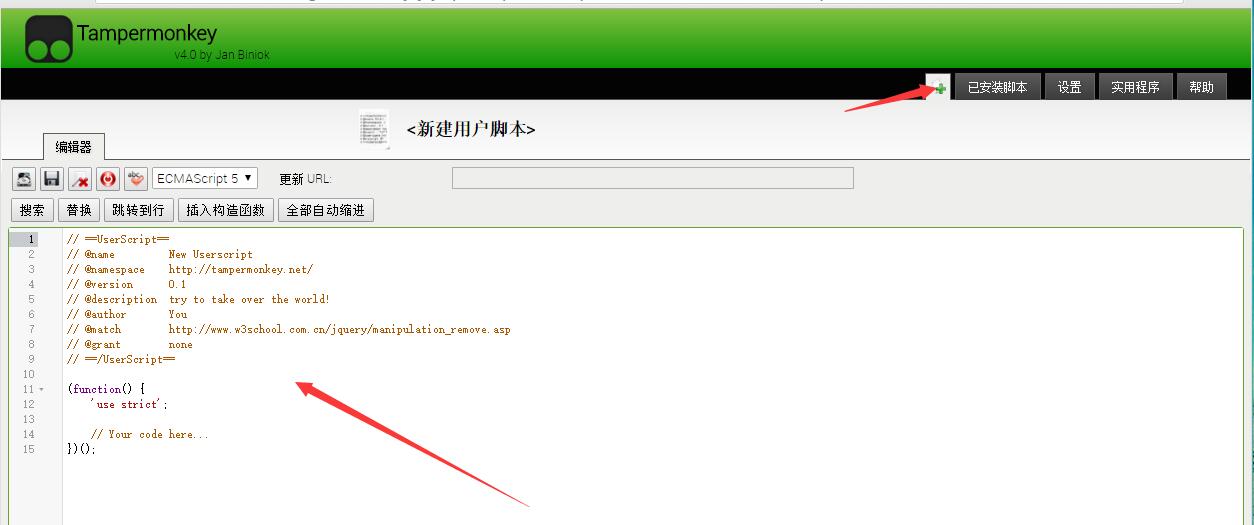 Tampermonkey
v4.0 by Jan Biniok
已安装脚本 设置 实用程序 帮助
<新建用户脚本>
编辑器
ECMAScript 5 更新 URL:
搜索 替换 跳转到行 插入构造函数 全部自动缩进
1 // ==UserScript==
2 // @name New Userscript
3 // @namespace http://tampermonkey.net/
4 // @version 0.1
5 // @description try to take over the world!
6 // @author You
7 // @match http://www.w3school.com.cn/jquery/manipulation_remove.asp
8 // @grant none
9 // ==/UserScript==
10
11 (function() {
12 'use strict';
13
14 // Your code here...
15 })();